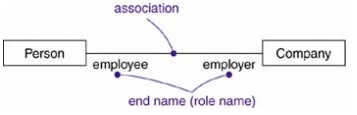 association
Person
Company
employee
employer
end name (role name)